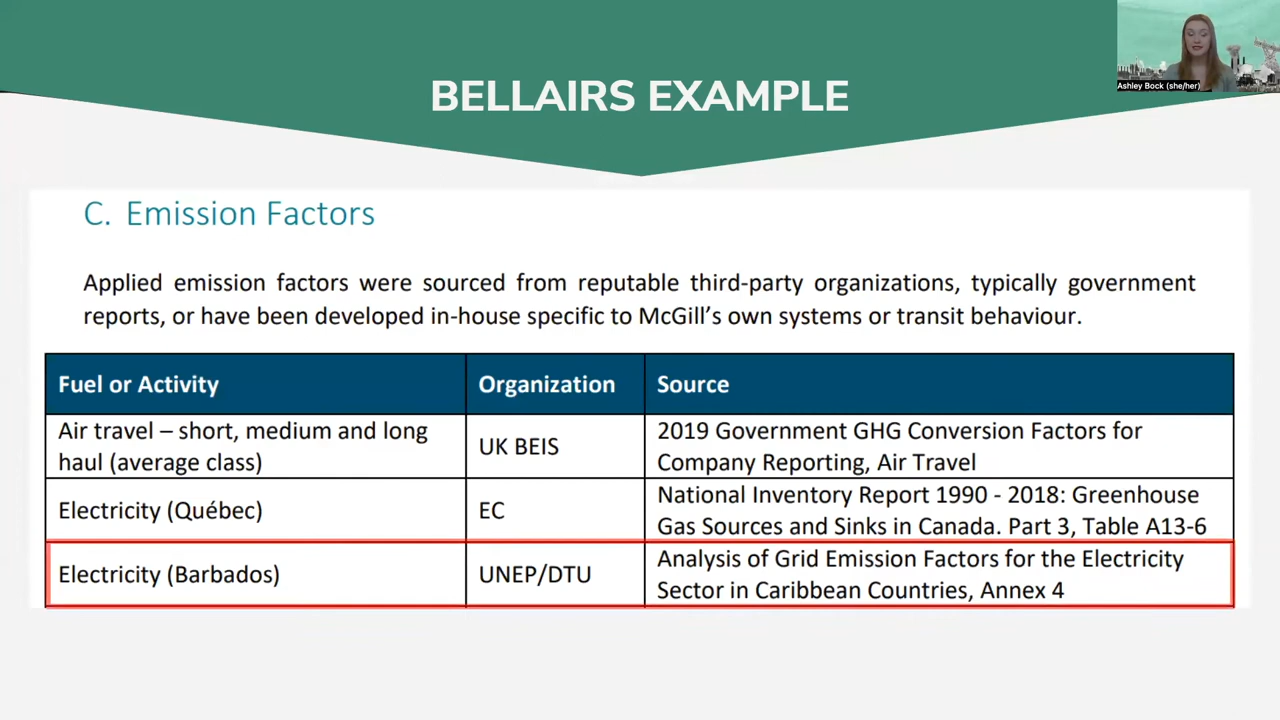 BELLAIRS EXAMPLE
Ashley Bock (she/her)
C. Emission Factors
Applied emission factors were sourced from reputable third-party organizations, typically government
reports, or have been developed in-house specific to McGill's own systems or transit behaviour.
Fuel or Activity Organization Source
Air travel – short, medium and long
haul (average class)
UK BEIS
2019 Government GHG Conversion Factors for
Company Reporting, Air Travel
Electricity (Québec)
EC
National Inventory Report 1990 - 2018: Greenhouse
Gas Sources and Sinks in Canada. Part 3, Table A13-6
Electricity (Barbados)
UNEP/DTU
Analysis of Grid Emission Factors for the Electricity
Sector in Caribbean Countries, Annex 4